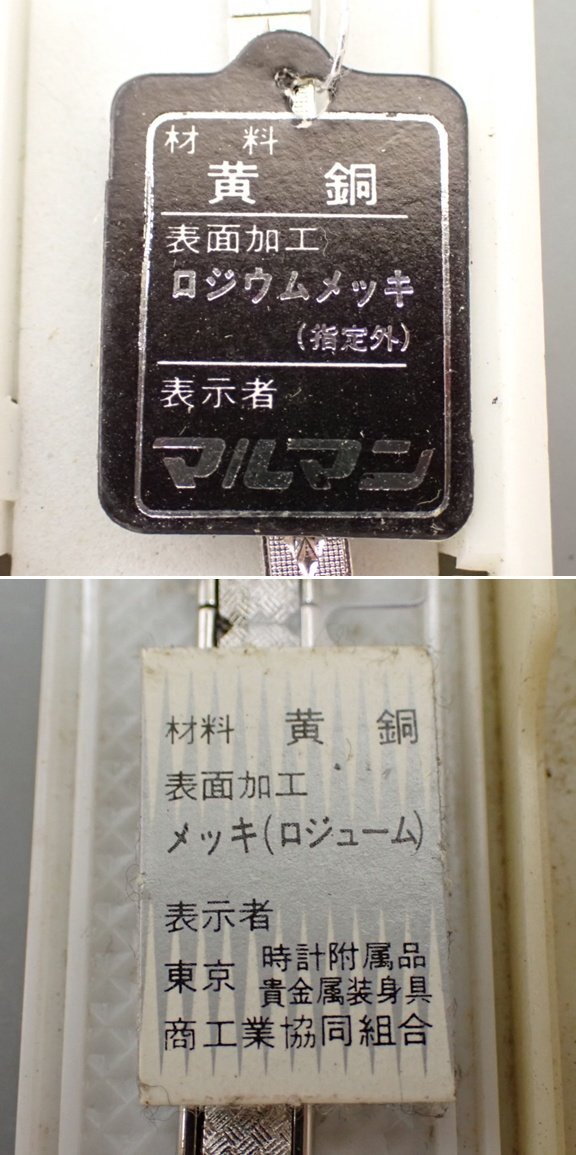 材料
黄銅
表面加工
ロジウムメッキ
(指定外)
表示者
マルマン
材料 黄銅
表面加工
メッキ(ロジューム)
表示者
東京 時計附属品
貴金属装身具
商工業協同組合